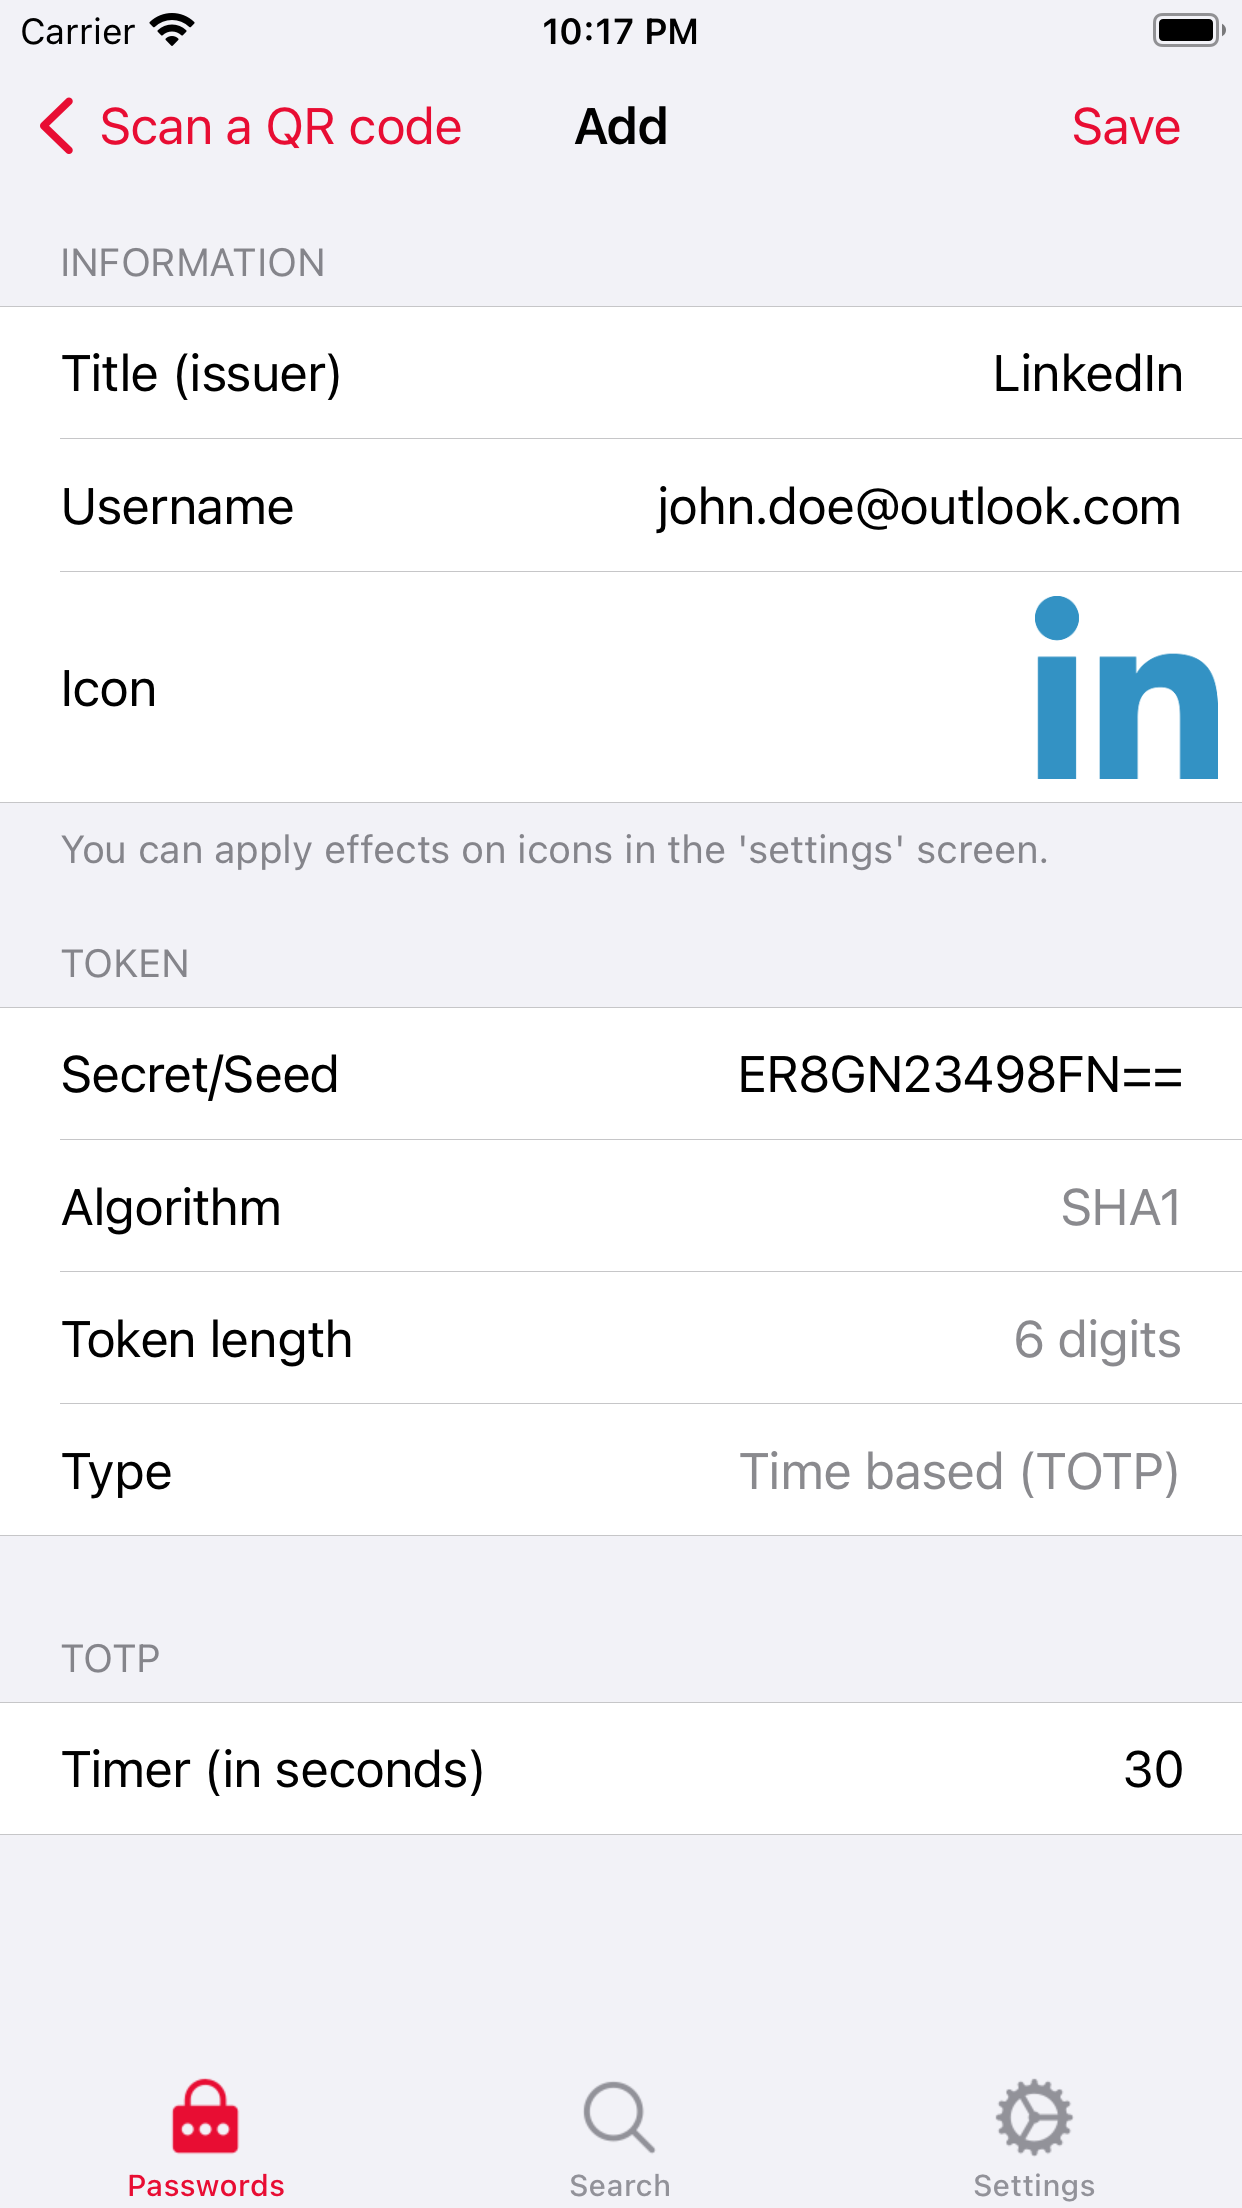 Carrier 10:17 PM
Scan a QR code Add Save
INFORMATION
Title (issuer) LinkedIn
Username john.doe@outlook.com
Icon in
You can apply effects on icons in the 'settings' screen.
TOKEN
Secret/Seed ER8GN23498FN==
Algorithm SHA1
Token length 6 digits
Type Time based (TOTP)
TOTP
Timer (in seconds) 30
Passwords Search Settings